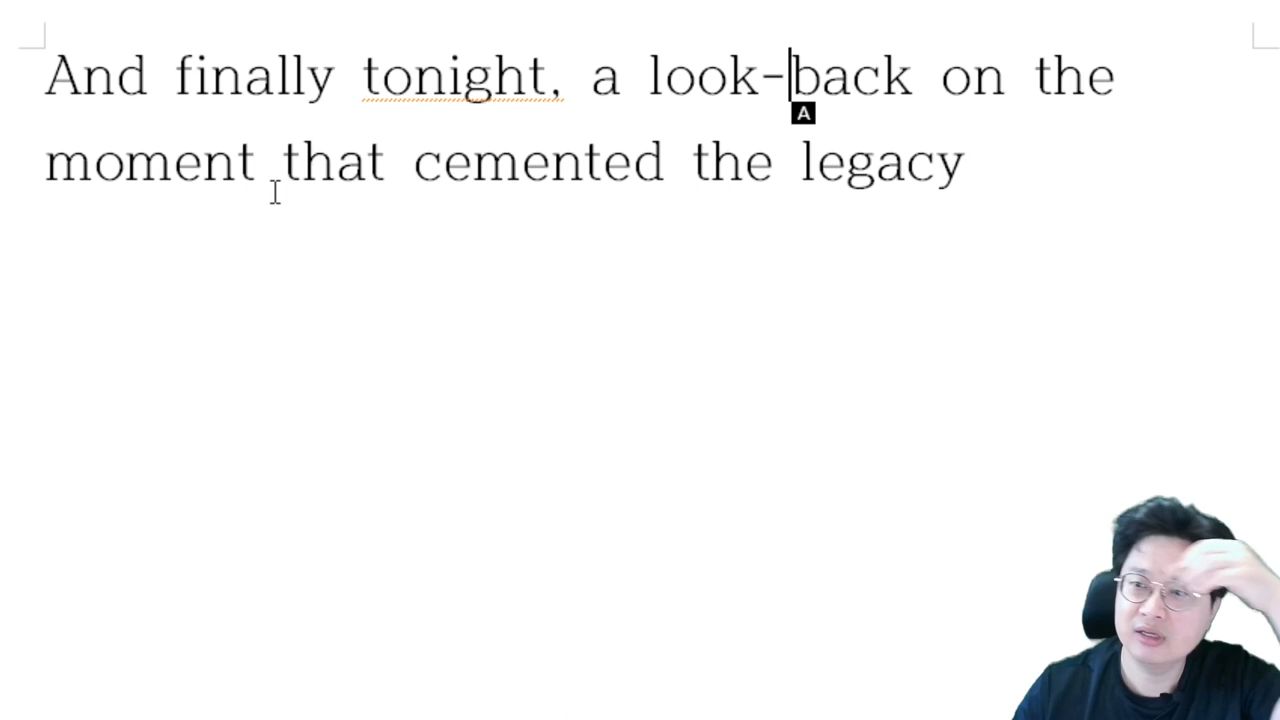 And finally tonight, a look-back on the
A
moment that cemented the legacy